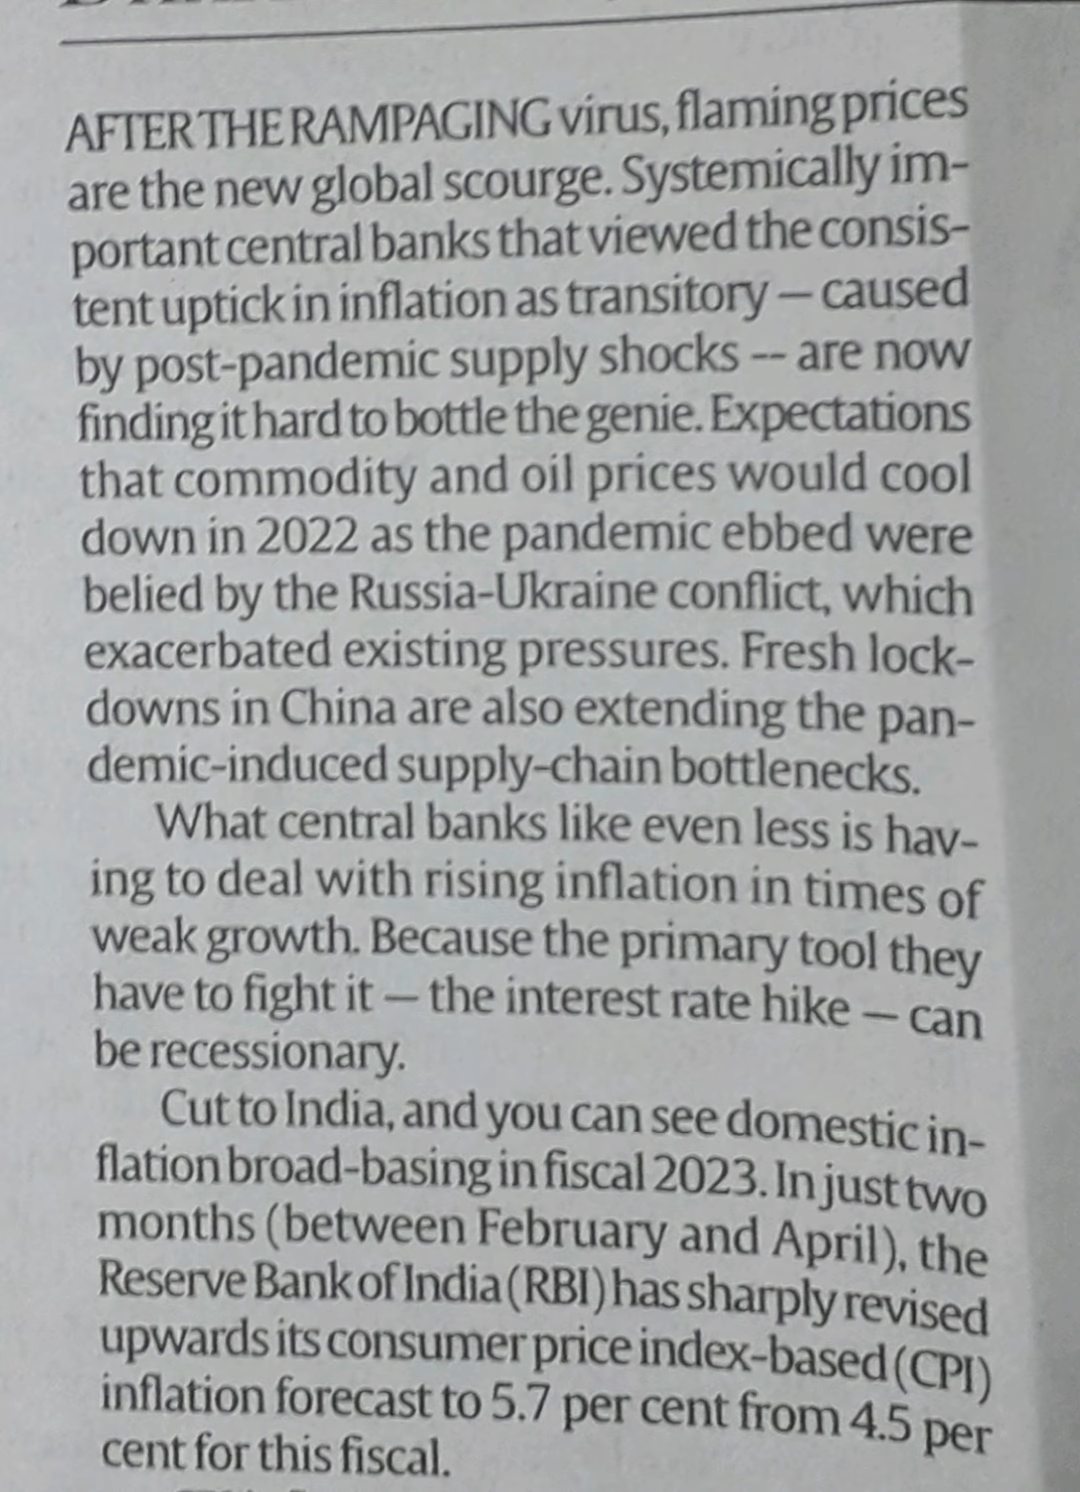 AFTER THE RAMPAGING virus, flaming prices
are the new global scourge. Systemically im-
portant central banks that viewed the consis-
tent uptick in inflation as transitory — caused
by post-pandemic supply shocks -- are now
finding it hard to bottle the genie. Expectations
that commodity and oil prices would cool
down in 2022 as the pandemic ebbed were
belied by the Russia-Ukraine conflict, which
exacerbated existing pressures. Fresh lock-
downs in China are also extending the pan-
demic-induced supply-chain bottlenecks.
What central banks like even less is hav-
ing to deal with rising inflation in times of
weak growth. Because the primary tool they
have to fight it — the interest rate hike — can
be recessionary.
Cut to India, and you can see domestic in-
flation broad-basing in fiscal 2023. In just two
months (between February and April), the
Reserve Bank of India (RBI) has sharply revised
upwards its consumer price index-based (CPI)
inflation forecast to 5.7 per cent from 4.5 per
cent for this fiscal.